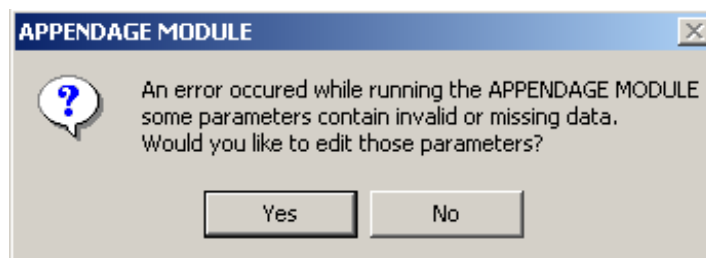 APPENDAGE MODULE
?
An error occured while running the APPENDAGE MODULE
some parameters contain invalid or missing data.
Would you like to edit those parameters?
Yes No